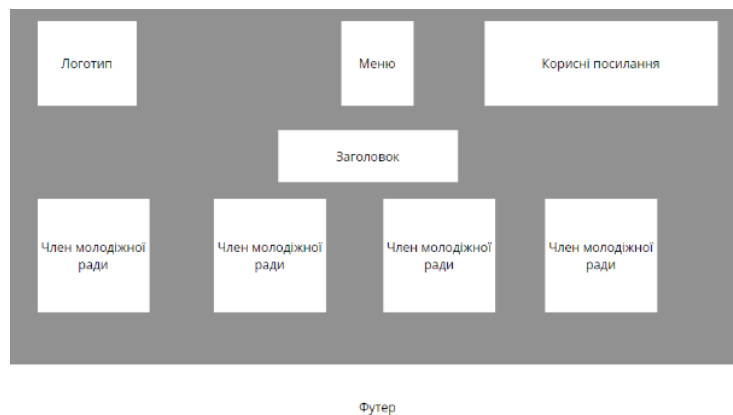 Логотип
Меню
Корисні посилання
Заголовок
Член молодіжної
ради
Член молодіжної
ради
Член молодіжної
ради
Член молодіжної
ради
Футер